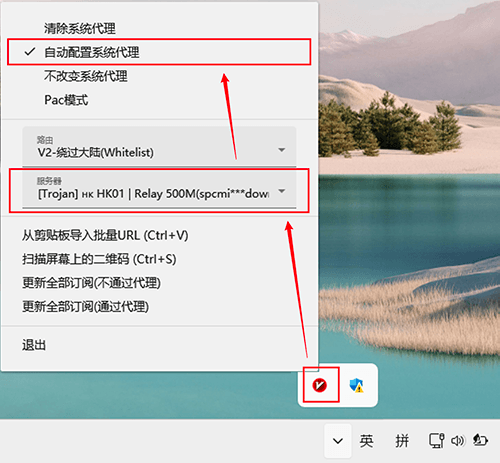 清除系统代理
自动配置系统代理
不改变系统代理
Pac模式
路由
V2-绕过大陆(Whitelist)
服务器
[Trojan] ʜᴋ HK01 | Relay 500M(spcmi***dow
从剪贴板导入批量URL (Ctrl+V)
扫描屏幕上的二维码 (Ctrl+S)
更新全部订阅(不通过代理)
更新全部订阅(通过代理)
退出
英 拼